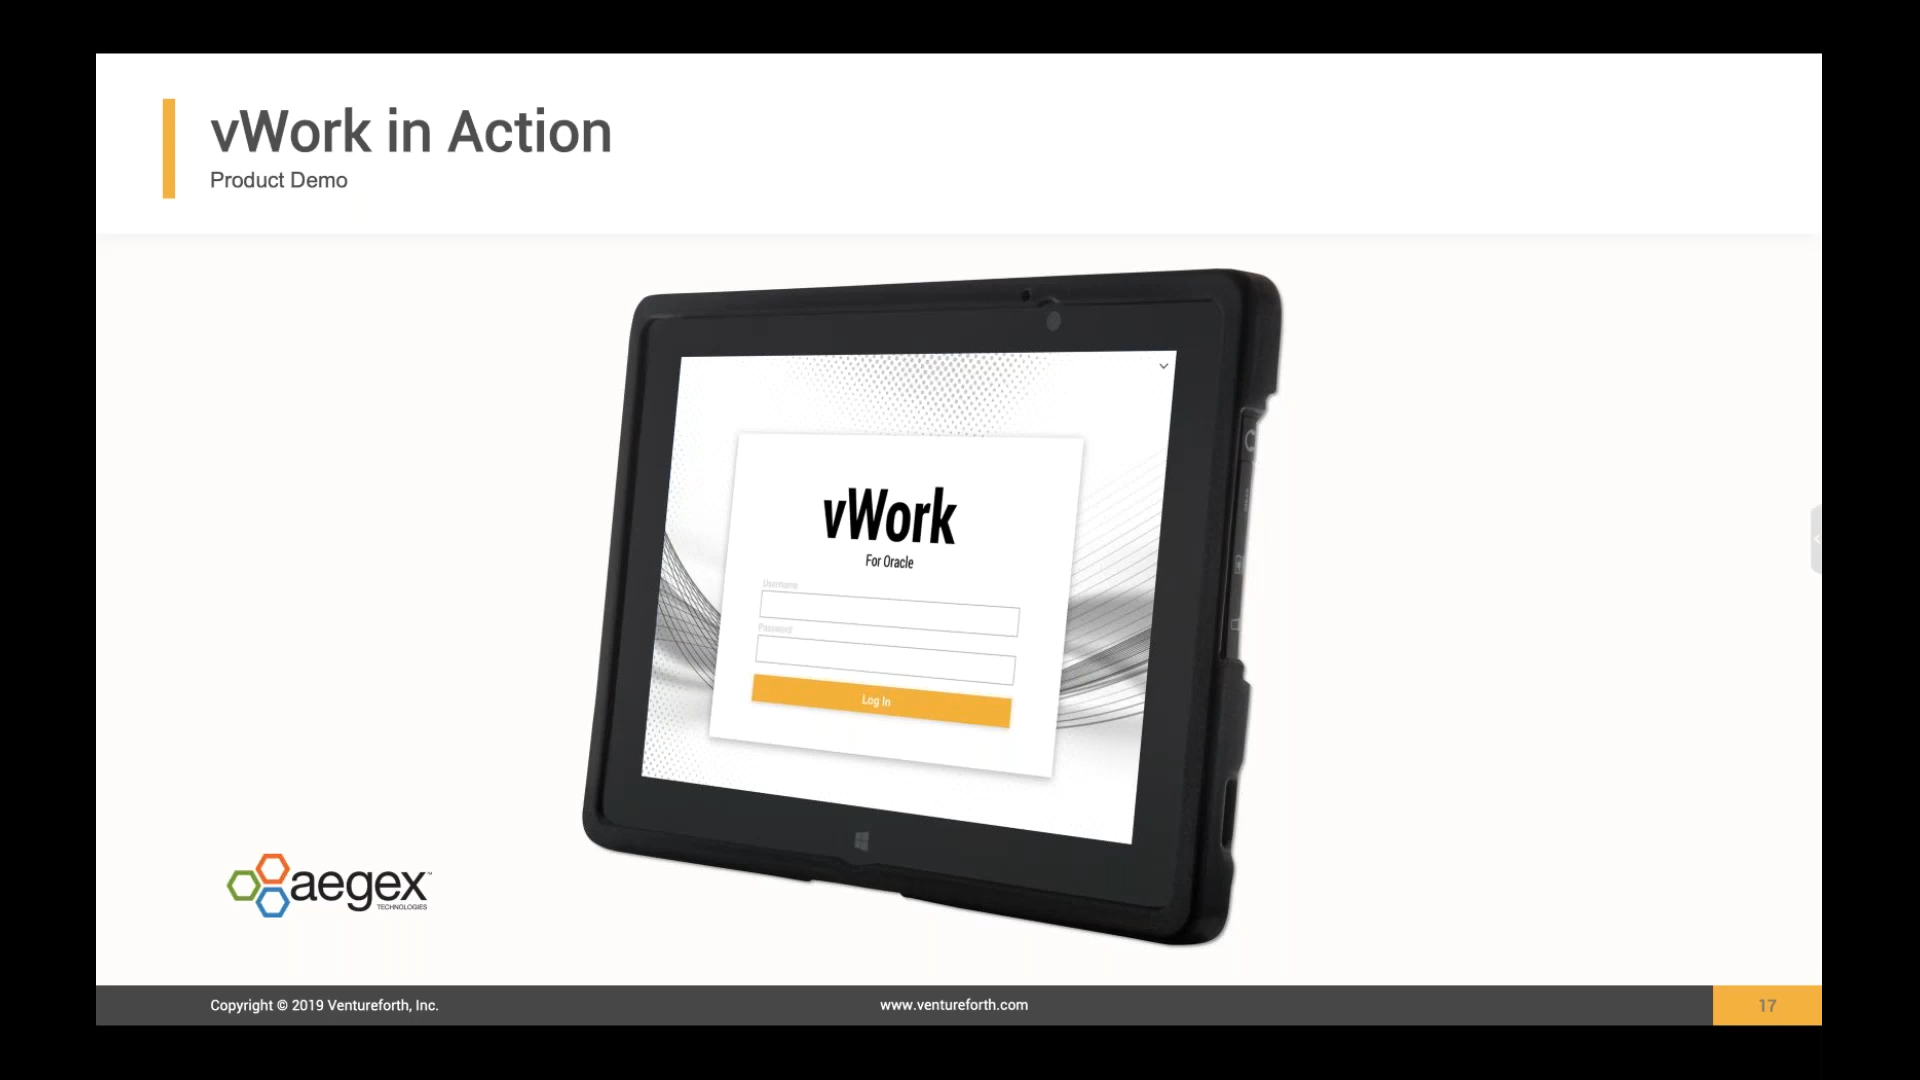 vWork in Action
Product Demo
vWork
For Oracle
Username
Password
Log In
aegex™
TECHNOLOGIES
Copyright © 2019 Ventureforth, Inc.
www.ventureforth.com
17